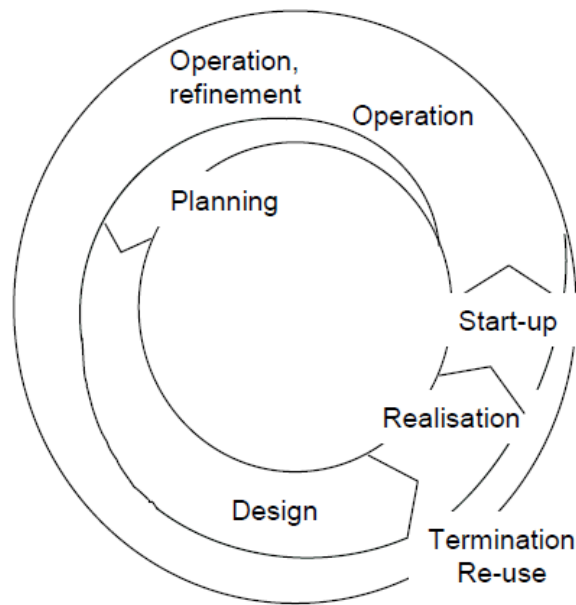 Operation,
refinement
Operation
Planning
Start-up
Realisation
Design
Termination
Re-use